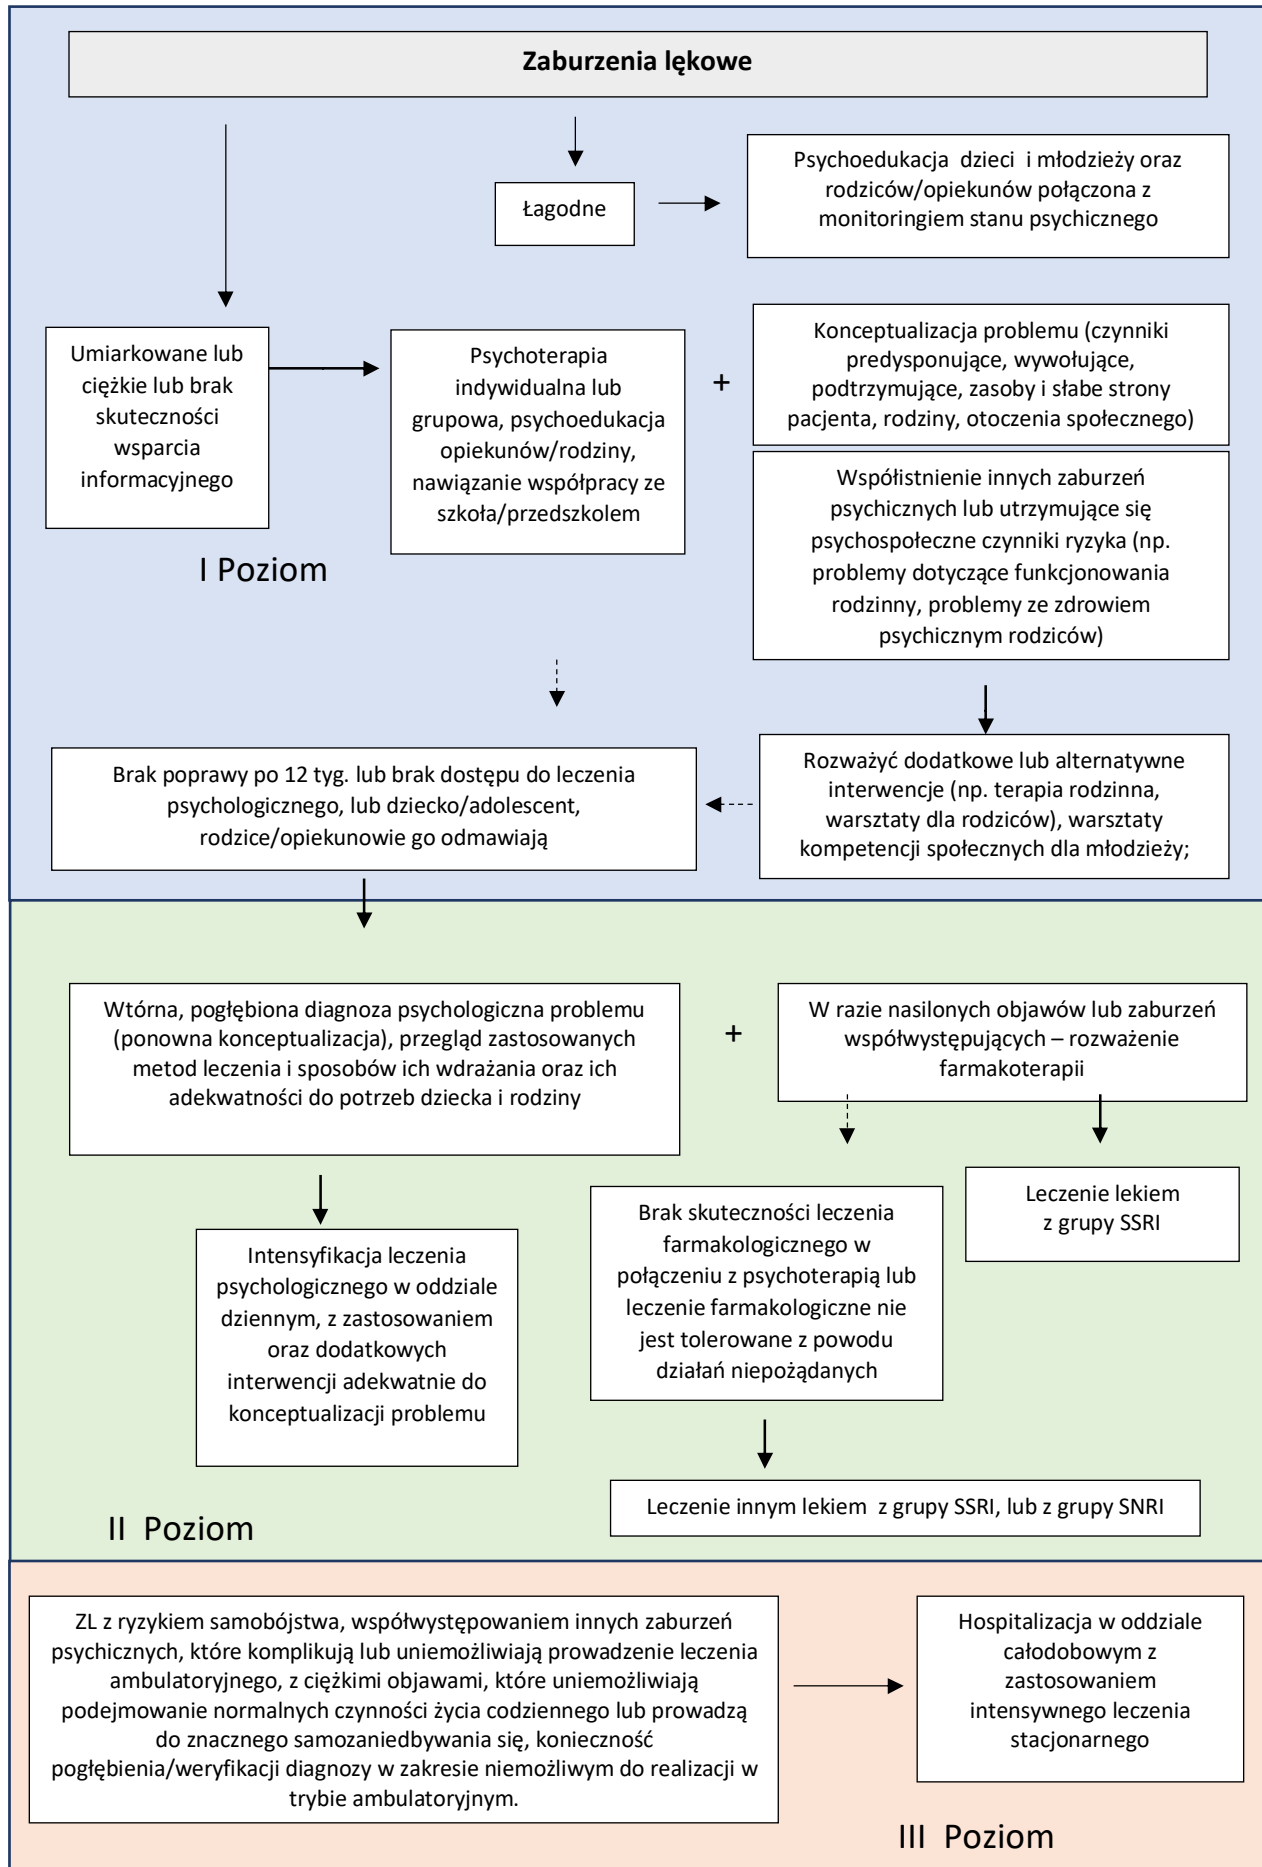 Zaburzenia lękowe
Łagodne
Psychoedukacja dzieci i młodzieży oraz
rodziców/opiekunów połączona z
monitoringiem stanu psychicznego
Umiarkowane lub
ciężkie lub brak
skuteczności
wsparcia
informacyjnego
Psychoterapia
indywidualna lub
grupowa, psychoedukacja
opiekunów/rodziny,
nawiązanie współpracy ze
szkoła/przedszkolem
+
Konceptualizacja problemu (czynniki
predysponujące, wywołujące,
podtrzymujące, zasoby i słabe strony
pacjenta, rodziny, otoczenia społecznego)
Współistnienie innych zaburzeń
psychicznych lub utrzymujące się
psychospołeczne czynniki ryzyka (np.
problemy dotyczące funkcjonowania
rodzinny, problemy ze zdrowiem
psychicznym rodziców)
I Poziom
Brak poprawy po 12 tyg. lub brak dostępu do leczenia
psychologicznego, lub dziecko/adolescent,
rodzice/opiekunowie go odmawiają
Rozważyć dodatkowe lub alternatywne
interwencje (np. terapia rodzinna,
warsztaty dla rodziców), warsztaty
kompetencji społecznych dla młodzieży;
Wtórna, pogłębiona diagnoza psychologiczna problemu
(ponowna konceptualizacja), przegląd zastosowanych
metod leczenia i sposobów ich wdrażania oraz ich
adekwatności do potrzeb dziecka i rodziny
+
W razie nasilonych objawów lub zaburzeń
współwystępujących – rozważenie
farmakoterapii
Leczenie lekiem
z grupy SSRI
Brak skuteczności leczenia
farmakologicznego w
połączeniu z psychoterapią lub
leczenie farmakologiczne nie
jest tolerowane z powodu
działań niepożądanych
Intensyfikacja leczenia
psychologicznego w oddziale
dziennym, z zastosowaniem
oraz dodatkowych
interwencji adekwatnie do
konceptualizacji problemu
Leczenie innym lekiem z grupy SSRI, lub z grupy SNRI
II Poziom
ZL z ryzykiem samobójstwa, współwystępowaniem innych zaburzeń
psychicznych, które komplikują lub uniemożliwiają prowadzenie leczenia
ambulatoryjnego, z ciężkimi objawami, które uniemożliwiają
podejmowanie normalnych czynności życia codziennego lub prowadzą
do znacznego samozaniedbywania się, konieczność
pogłębienia/weryfikacji diagnozy w zakresie niemożliwym do realizacji w
trybie ambulatoryjnym.
Hospitalizacja w oddziale
całodobowym z
zastosowaniem
intensywnego leczenia
stacjonarnego
III Poziom